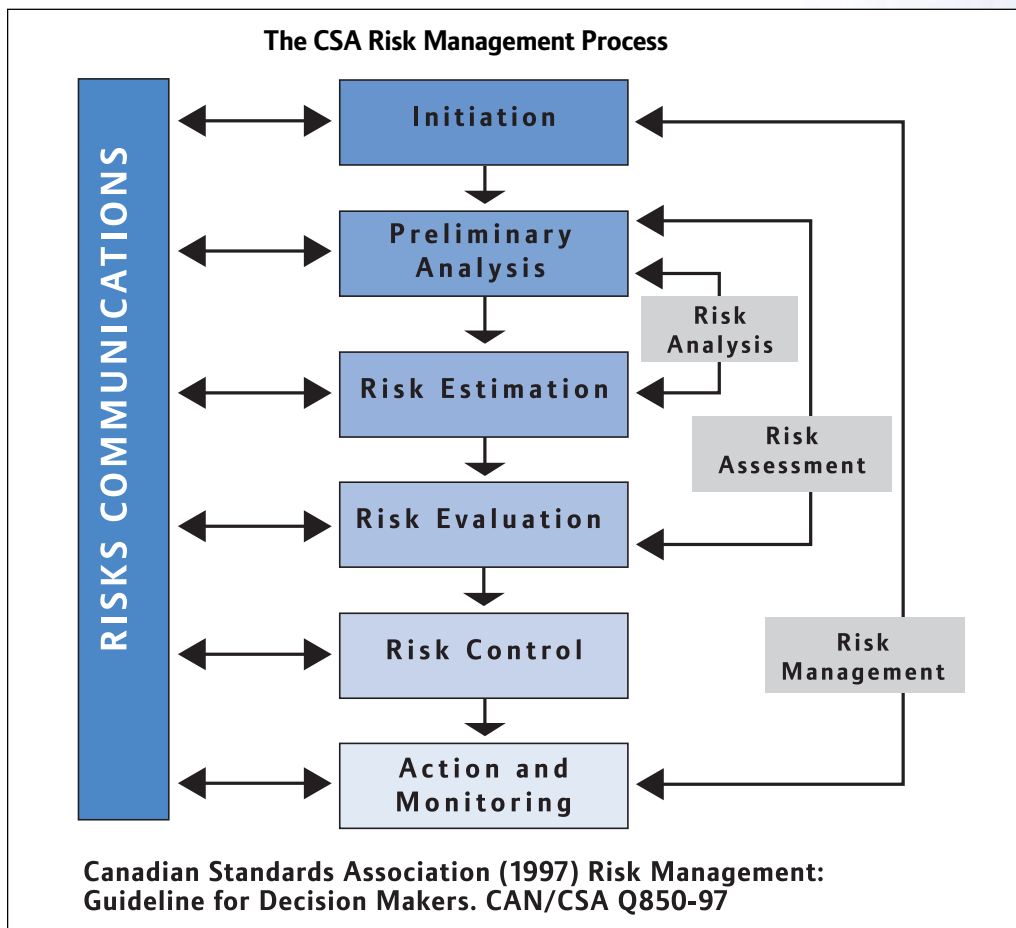 The CSA Risk Management Process
RISKS COMMUNICATIONS
Initiation
Preliminary
Analysis
Risk
Analysis
Risk Estimation
Risk
Assessment
Risk Evaluation
Risk Control
Risk
Management
Action and
Monitoring
Canadian Standards Association (1997) Risk Management:
Guideline for Decision Makers. CAN/CSA Q850-97